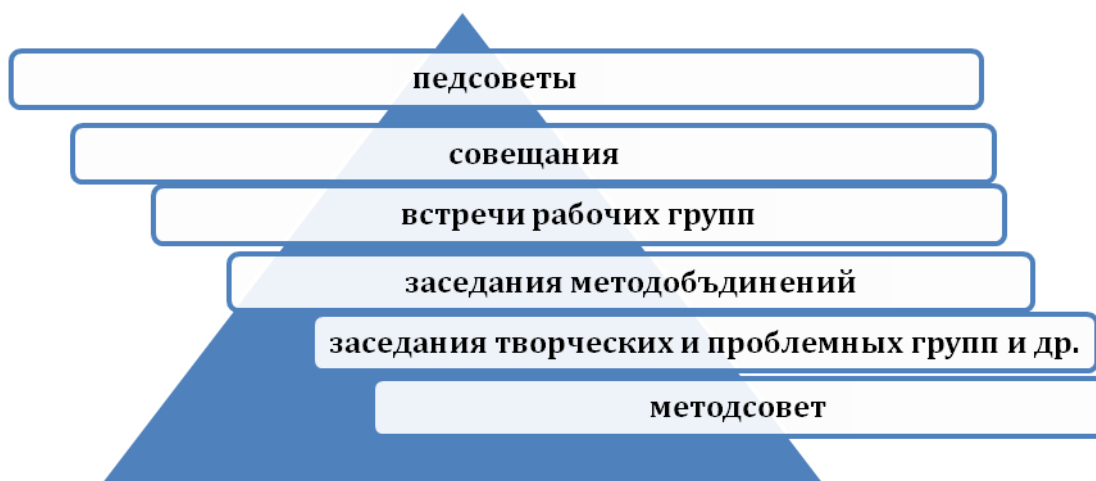 педсоветы
совещания
встречи рабочих групп
заседания методобъдинений
заседания творческих и проблемных групп и др.
методсовет